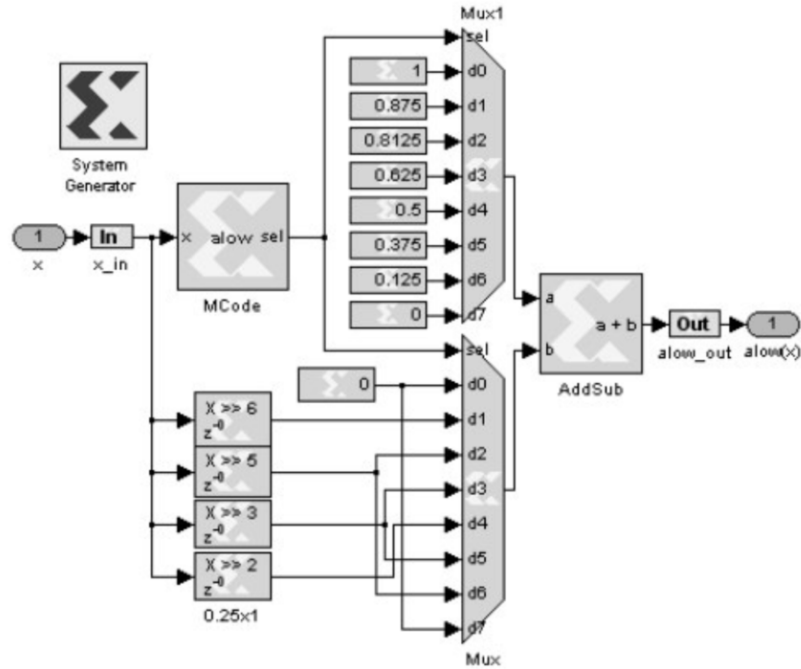 Mux1
sel
1 d0
0.875 d1
0.8125 d2
0.625 d3
0.5 d4
0.375 d5
0.125 d6
0 d7
System
Generator
1
x
In
x_in
x alow sel
MCode
a
b
a + b
AddSub
Out
alow_out
1
alow(x)
sel
0 d0
d1
d2
d3
d4
d5
d6
d7
Mux
X >> 6
z-0
X >> 5
z-0
X >> 3
z-0
X >> 2
z-0
0.25x1